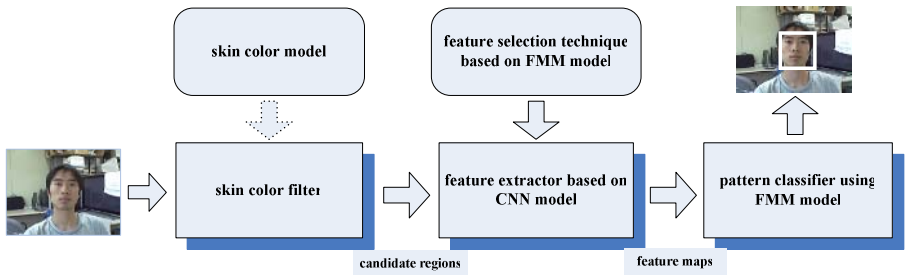 skin color model
feature selection technique
based on FMM model
skin color filter
feature extractor based on
CNN model
pattern classifier using
FMM model
candidate regions
feature maps